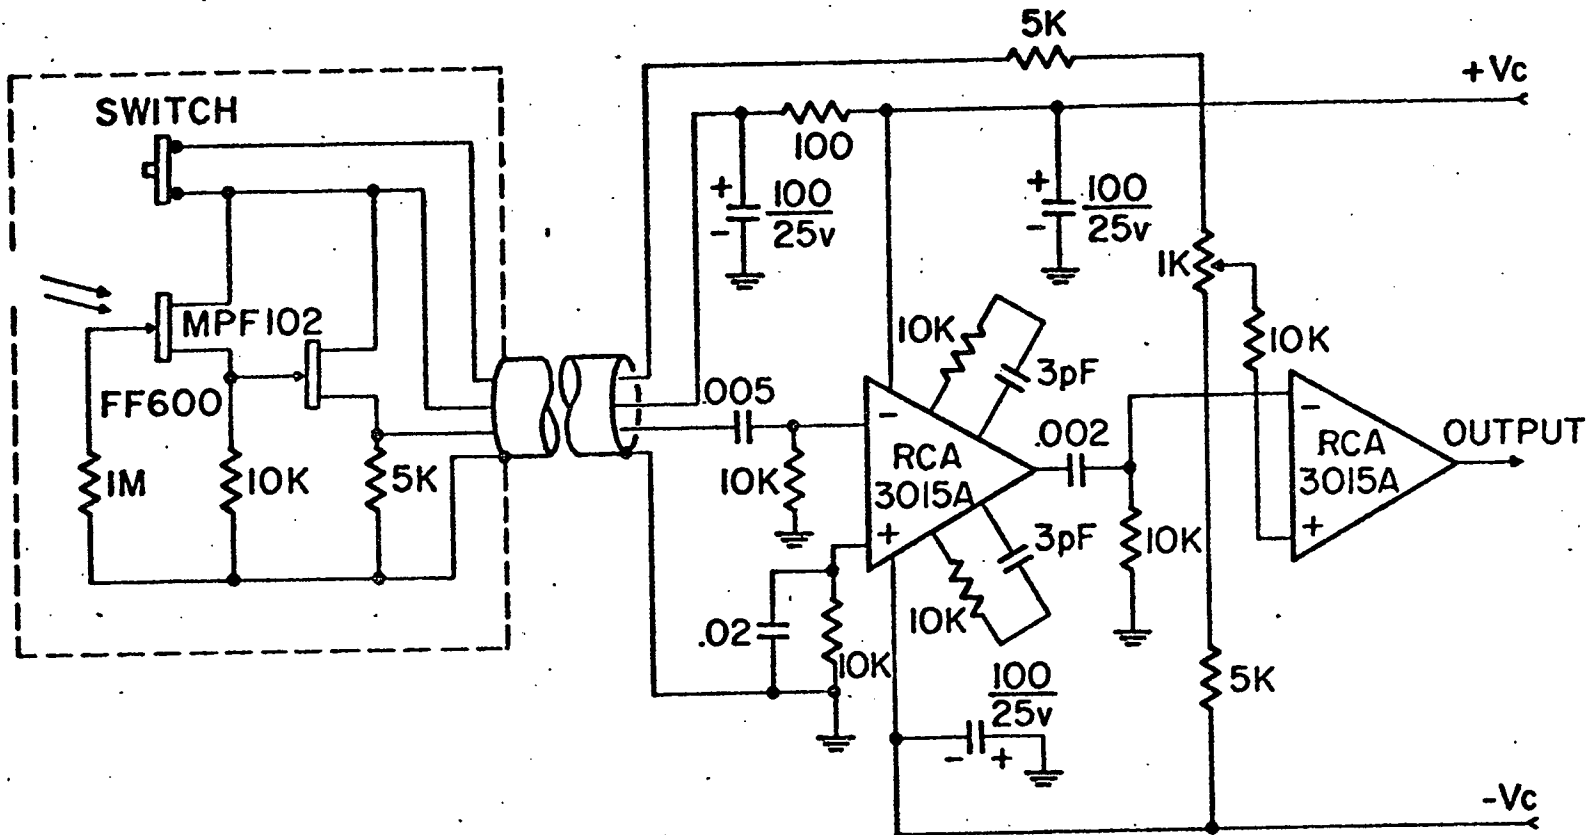 5K
+Vc
SWITCH
100
+
100
25v
-
+
100
25v
-
1K
MPF102
10K
10K
3pF
FF600
.005
-
-
1M
10K
5K
10K
RCA
3015A
.002
RCA
3015A
OUTPUT
+
3pF
10K
+
.02
10K
10K
100
25v
5K
-
+
-Vc